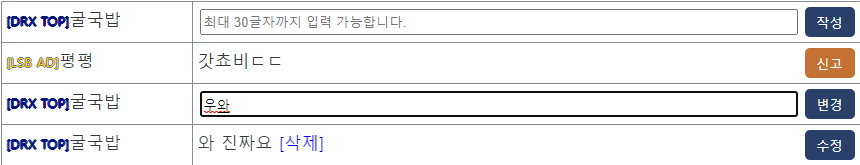 [DRX TOP]굴국밥 최대 30글자까지 입력 가능합니다. 작성
[LSB AD]평평 갓쵸비ㄷㄷ 신고
[DRX TOP]굴국밥 우와 변경
[DRX TOP]굴국밥 와 진짜요 [삭제] 수정